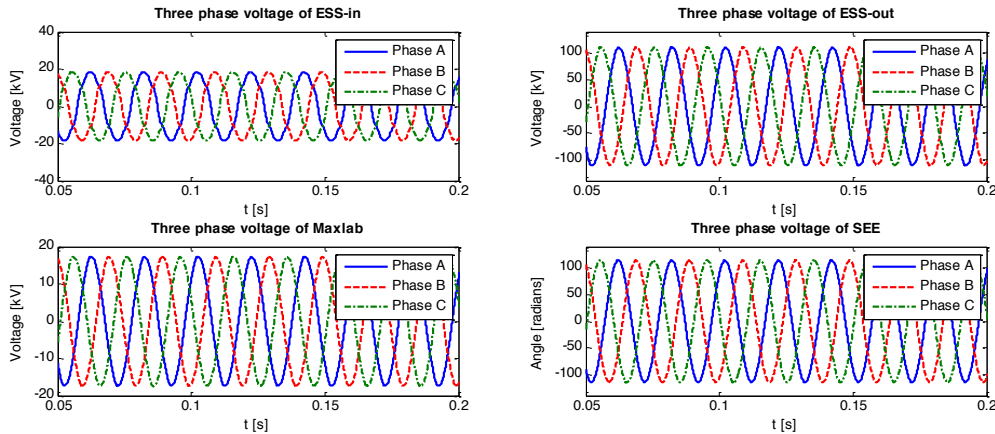 Three phase voltage of ESS-in
Voltage [kV]
40
20
0
-20
-40
0.05
0.1
0.15
0.2
t [s]
Phase A
Phase B
Phase C
Three phase voltage of ESS-out
Voltage [kV]
100
50
0
-50
-100
0.05
0.1
0.15
0.2
t [s]
Phase A
Phase B
Phase C
Three phase voltage of Maxlab
Voltage [kV]
20
10
0
-10
-20
0.05
0.1
0.15
0.2
t [s]
Phase A
Phase B
Phase C
Three phase voltage of SEE
Angle [radians]
100
50
0
-50
-100
0.05
0.1
0.15
0.2
t [s]
Phase A
Phase B
Phase C